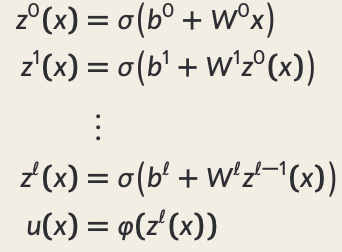 z⁰(x) = σ(b⁰ + W⁰x)
z¹(x) = σ(b¹ + W¹z⁰(x))
⋮
zˡ(x) = σ(bˡ + Wˡzˡ⁻¹(x))
u(x) = φ(zˡ(x))